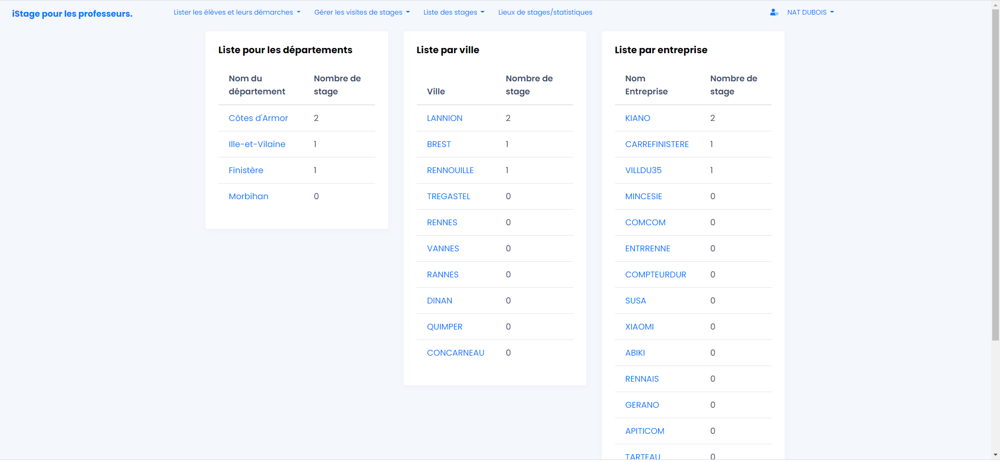 iStage pour les professeurs.
Lister les élèves et leurs démarches
Gérer les visites de stages
Liste des stages
Lieux de stages/statistiques
NAT DUBOIS
Liste pour les départements
Nom du département
Nombre de stage
Côtes d'Armor 2
Ille-et-Vilaine 1
Finistère 1
Morbihan 0
Liste par ville
Ville
Nombre de stage
LANNION 2
BREST 1
RENNOUILLE 1
TREGASTEL 0
RENNES 0
VANNES 0
RANNES 0
DINAN 0
QUIMPER 0
CONCARNEAU 0
Liste par entreprise
Nom Entreprise
Nombre de stage
KIANO 2
CARREFINISTERE 1
VILLDU35 1
MINCESIE 0
COMCOM 0
ENTRRENNE 0
COMPTEURDUR 0
SUSA 0
XIAOMI 0
ABIKI 0
RENNAIS 0
GERANO 0
APITICOM 0
TARTEAU 0